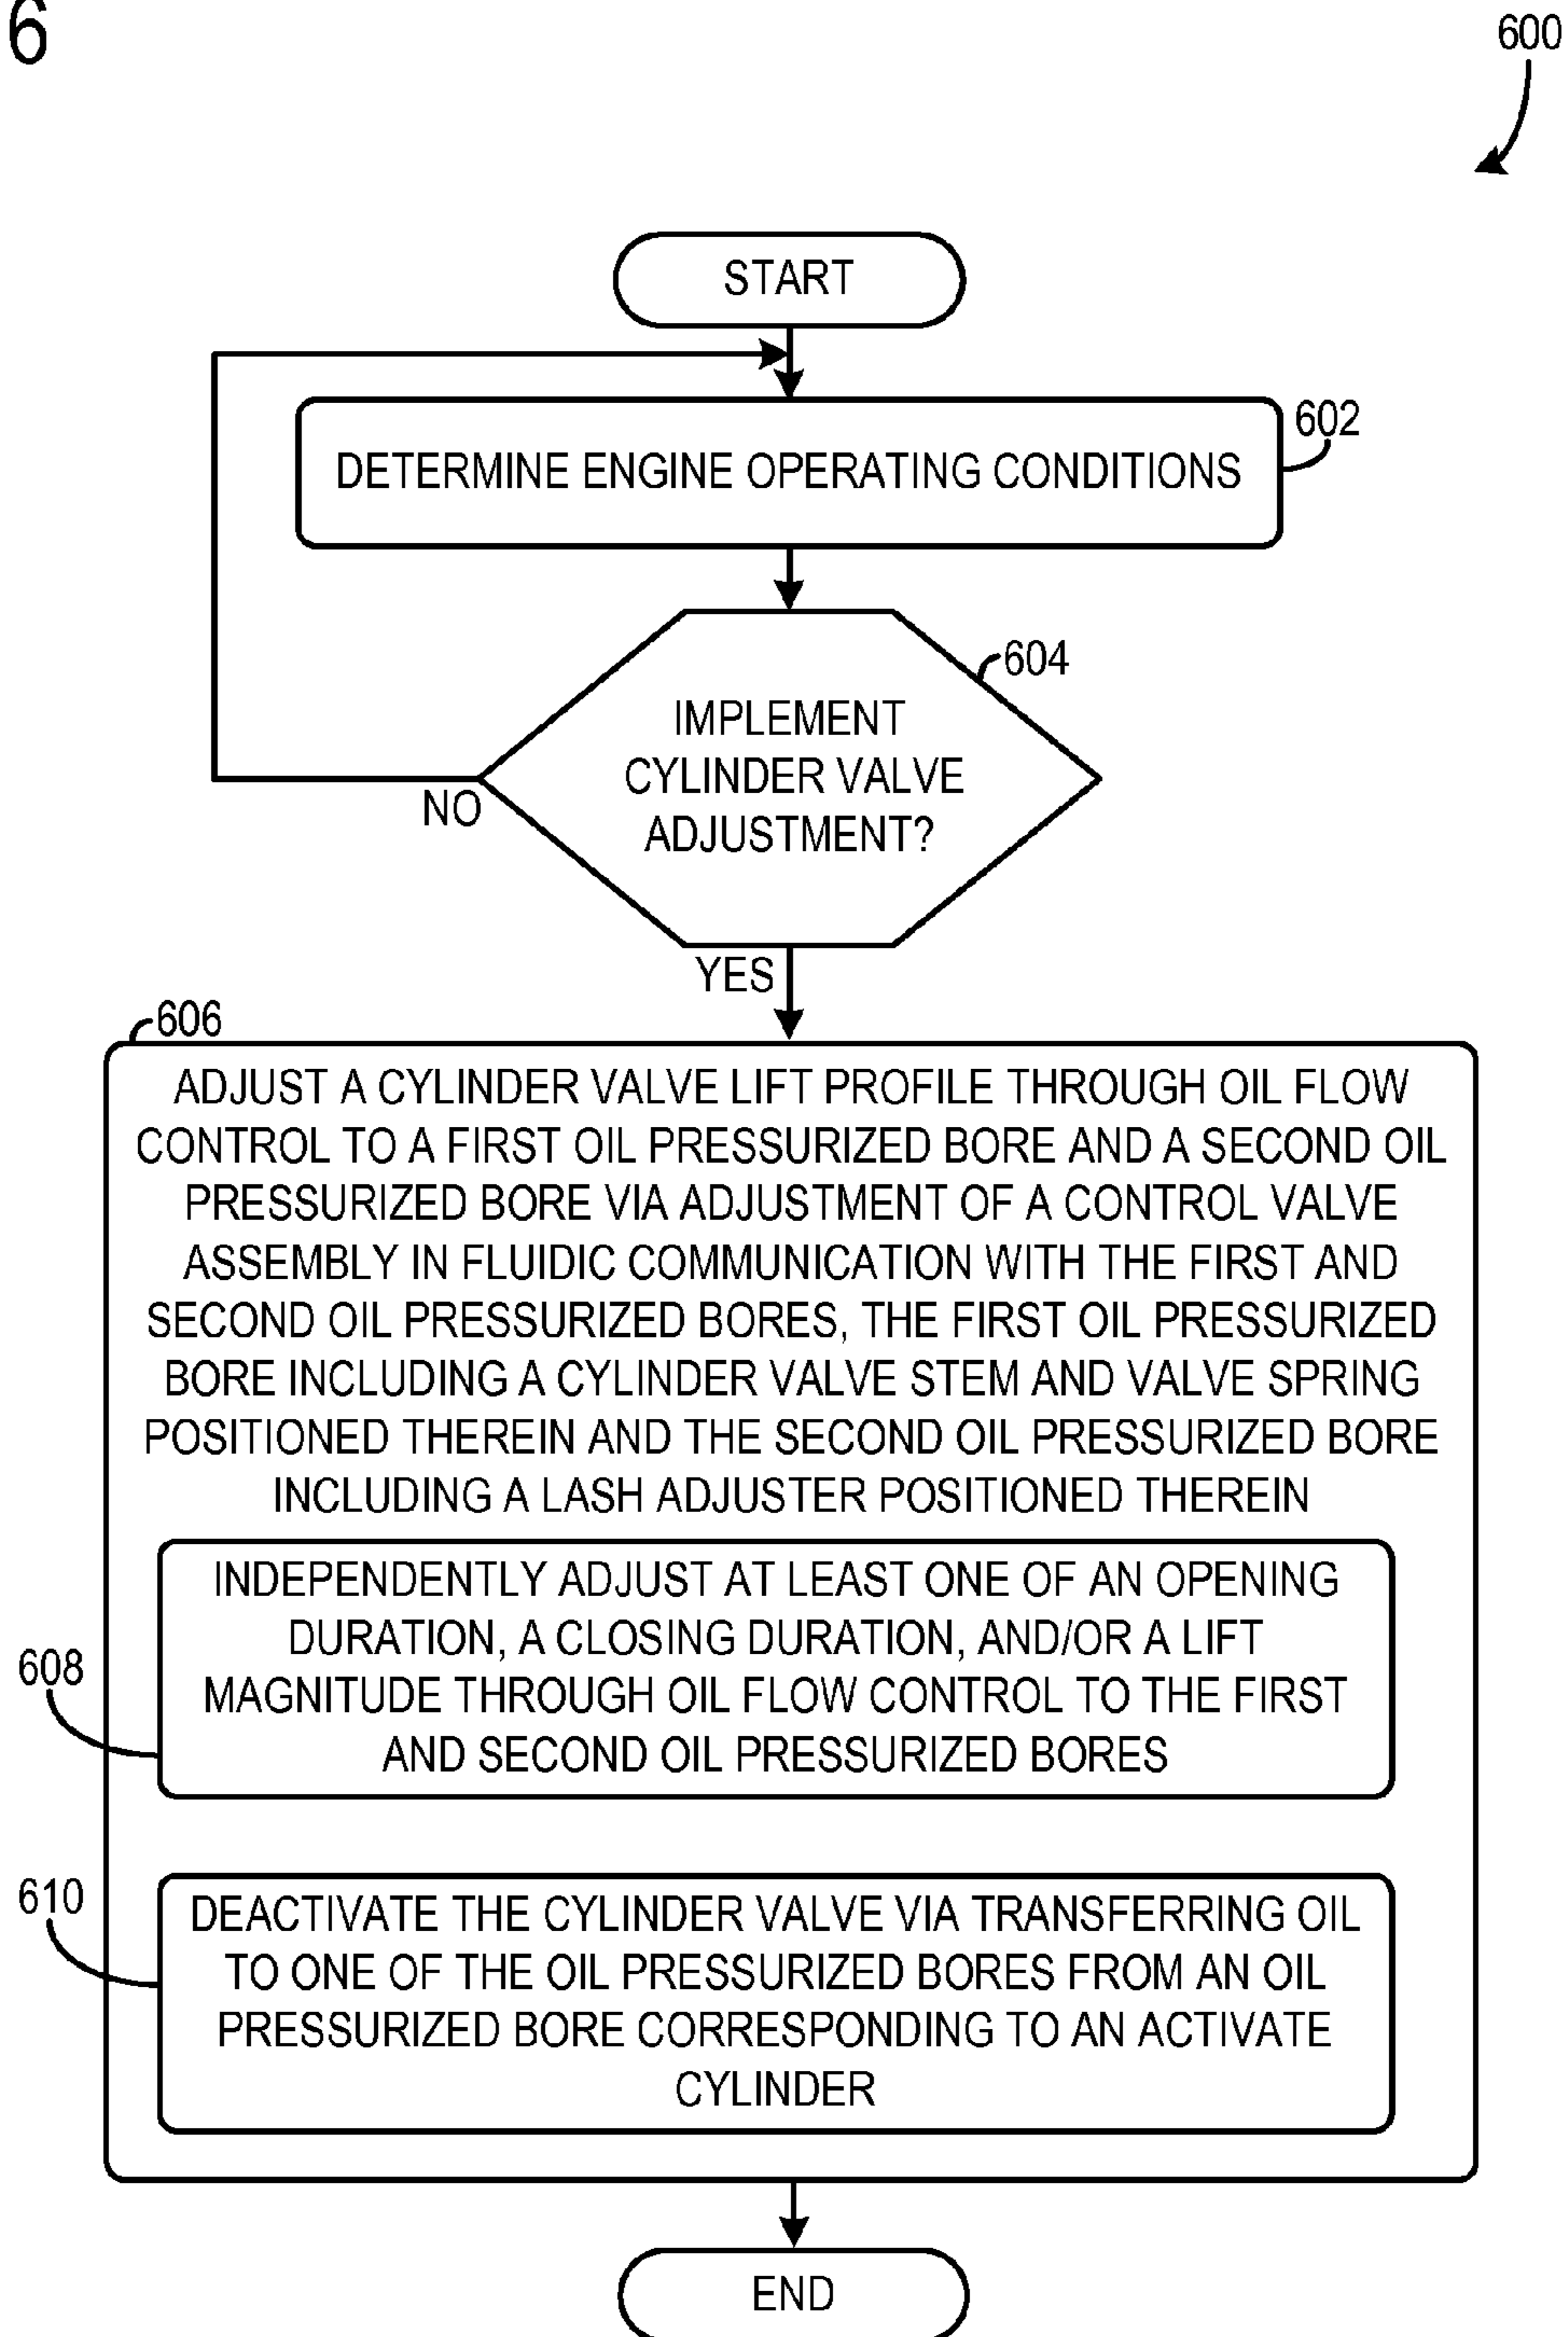 6
600
START
DETERMINE ENGINE OPERATING CONDITIONS
602
604
IMPLEMENT
CYLINDER VALVE
ADJUSTMENT?
NO
YES
606
ADJUST A CYLINDER VALVE LIFT PROFILE THROUGH OIL FLOW
CONTROL TO A FIRST OIL PRESSURIZED BORE AND A SECOND OIL
PRESSURIZED BORE VIA ADJUSTMENT OF A CONTROL VALVE
ASSEMBLY IN FLUIDIC COMMUNICATION WITH THE FIRST AND
SECOND OIL PRESSURIZED BORES, THE FIRST OIL PRESSURIZED
BORE INCLUDING A CYLINDER VALVE STEM AND VALVE SPRING
POSITIONED THEREIN AND THE SECOND OIL PRESSURIZED BORE
INCLUDING A LASH ADJUSTER POSITIONED THEREIN
608
INDEPENDENTLY ADJUST AT LEAST ONE OF AN OPENING
DURATION, A CLOSING DURATION, AND/OR A LIFT
MAGNITUDE THROUGH OIL FLOW CONTROL TO THE FIRST
AND SECOND OIL PRESSURIZED BORES
610
DEACTIVATE THE CYLINDER VALVE VIA TRANSFERRING OIL
TO ONE OF THE OIL PRESSURIZED BORES FROM AN OIL
PRESSURIZED BORE CORRESPONDING TO AN ACTIVATE
CYLINDER
END